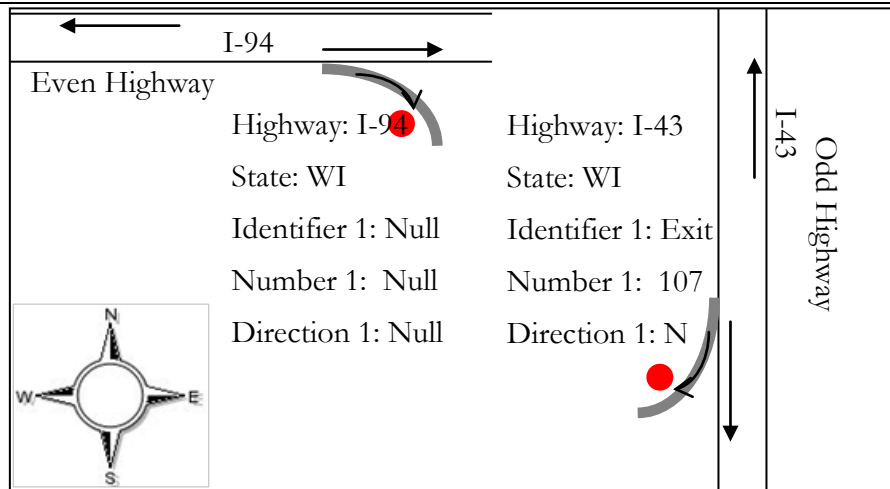 I-94
Even Highway
Highway: I-94
State: WI
Identifier 1: Null
Number 1: Null
Direction 1: Null
Highway: I-43
State: WI
Identifier 1: Exit
Number 1: 107
Direction 1: N
I-43
Odd Highway
N
W
E
S